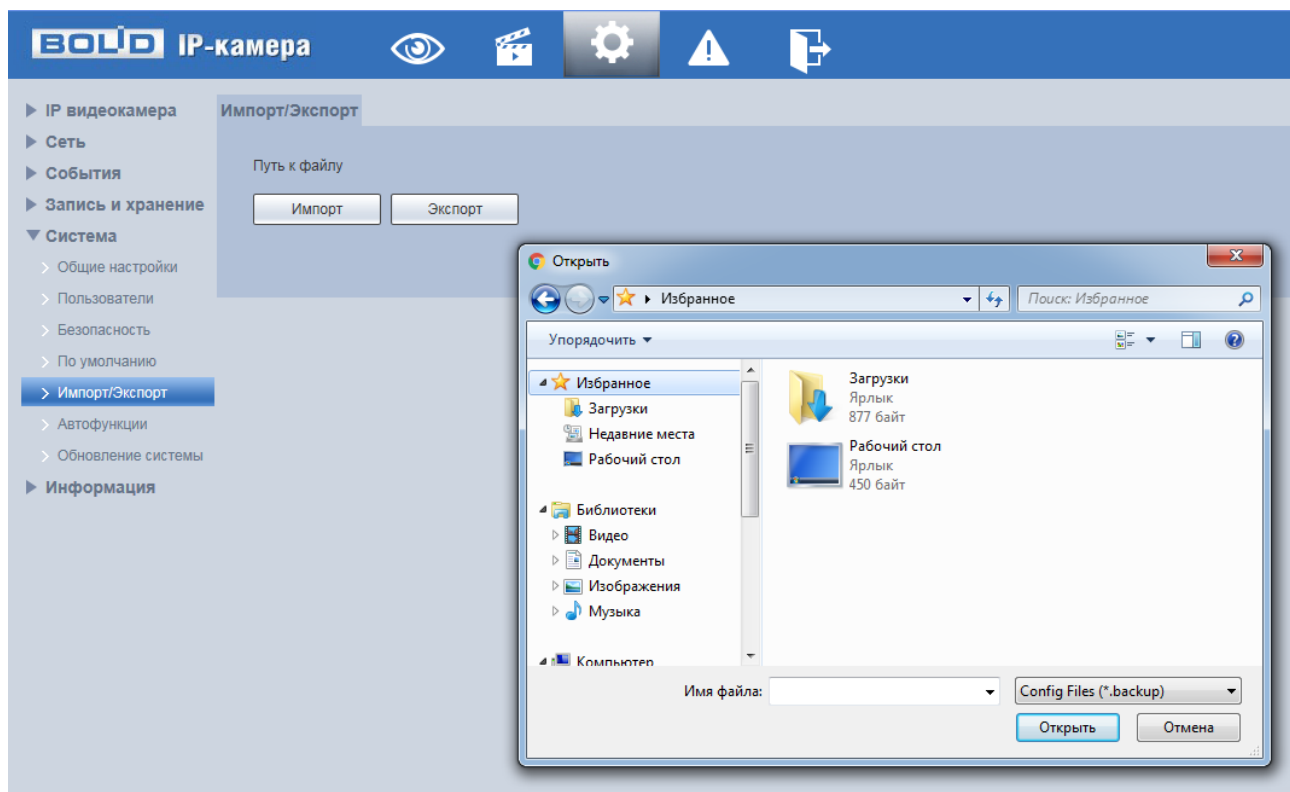 BOLID IP-камера
IP видеокамера
Сеть
События
Запись и хранение
Система
Общие настройки
Пользователи
Безопасность
По умолчанию
Импорт/Экспорт
Автофункции
Обновление системы
Информация
Импорт/Экспорт
Путь к файлу
Импорт
Экспорт
Открыть
Избранное
Поиск: Избранное
Упорядочить
Избранное
Загрузки
Недавние места
Рабочий стол
Библиотеки
Видео
Документы
Изображения
Музыка
Компьютер
Загрузки
Ярлык
877 байт
Рабочий стол
Ярлык
450 байт
Имя файла:
Config Files (*.backup)
Открыть
Отмена